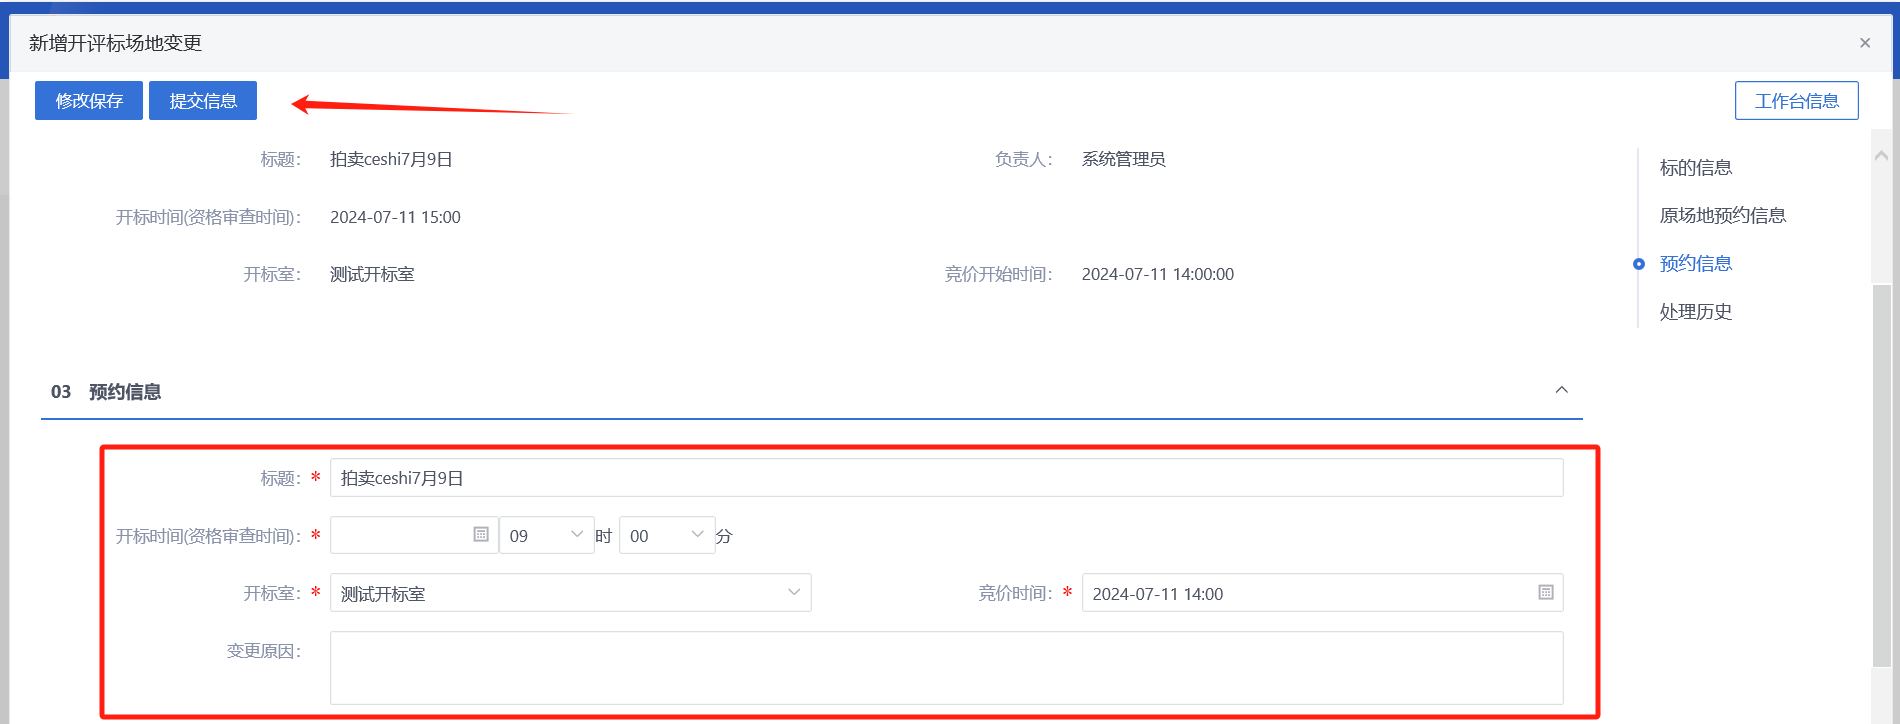 新增开评标场地变更
×
修改保存 提交信息 工作台信息
标题： 拍卖ceshi7月9日 负责人： 系统管理员
开标时间(资格审查时间)： 2024-07-11 15:00
开标室： 测试开标室 竞价开始时间： 2024-07-11 14:00:00
标的信息
原场地预约信息
预约信息
处理历史
03 预约信息
标题： * 拍卖ceshi7月9日
开标时间(资格审查时间)： * 09 时 00 分
开标室： * 测试开标室 竞价时间： * 2024-07-11 14:00
变更原因：